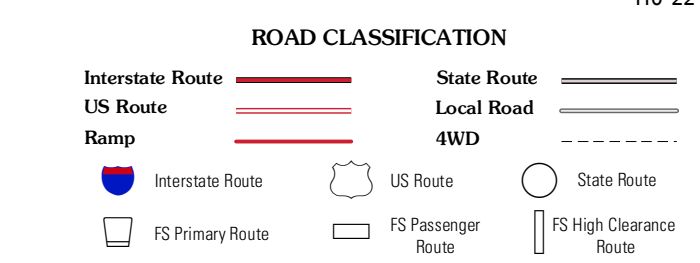 ROAD CLASSIFICATION
Interstate Route
State Route
US Route
Local Road
Ramp
4WD
Interstate Route
US Route
State Route
FS Primary Route
FS Passenger
Route
FS High Clearance
Route